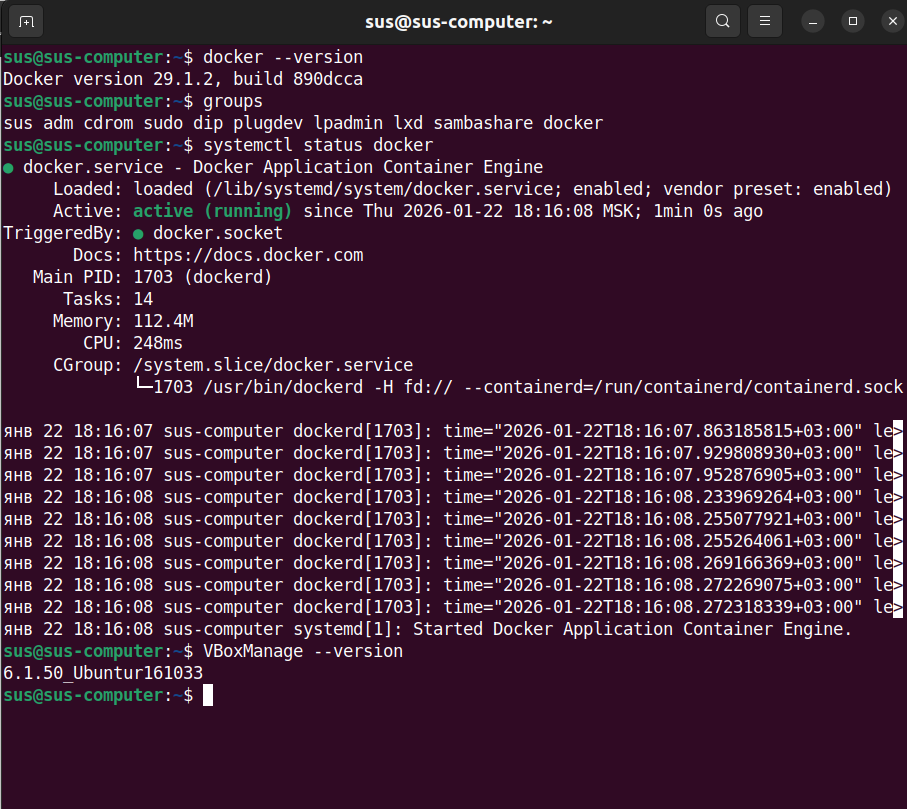 sus@sus-computer: ~
sus@sus-computer:~$ docker --version
Docker version 29.1.2, build 890dcca
sus@sus-computer:~$ groups
sus adm cdrom sudo dip plugdev lpadmin lxd sambashare docker
sus@sus-computer:~$ systemctl status docker
● docker.service - Docker Application Container Engine
     Loaded: loaded (/lib/systemd/system/docker.service; enabled; vendor preset: enabled)
     Active: active (running) since Thu 2026-01-22 18:16:08 MSK; 1min 0s ago
TriggeredBy: ● docker.socket
       Docs: https://docs.docker.com
   Main PID: 1703 (dockerd)
      Tasks: 14
     Memory: 112.4M
        CPU: 248ms
     CGroup: /system.slice/docker.service
             └─1703 /usr/bin/dockerd -H fd:// --containerd=/run/containerd/containerd.sock
янв 22 18:16:07 sus-computer dockerd[1703]: time="2026-01-22T18:16:07.863185815+03:00" le>
янв 22 18:16:07 sus-computer dockerd[1703]: time="2026-01-22T18:16:07.929808930+03:00" le>
янв 22 18:16:07 sus-computer dockerd[1703]: time="2026-01-22T18:16:07.952876905+03:00" le>
янв 22 18:16:08 sus-computer dockerd[1703]: time="2026-01-22T18:16:08.233969264+03:00" le>
янв 22 18:16:08 sus-computer dockerd[1703]: time="2026-01-22T18:16:08.255077921+03:00" le>
янв 22 18:16:08 sus-computer dockerd[1703]: time="2026-01-22T18:16:08.255264061+03:00" le>
янв 22 18:16:08 sus-computer dockerd[1703]: time="2026-01-22T18:16:08.269166369+03:00" le>
янв 22 18:16:08 sus-computer dockerd[1703]: time="2026-01-22T18:16:08.272269075+03:00" le>
янв 22 18:16:08 sus-computer dockerd[1703]: time="2026-01-22T18:16:08.272318339+03:00" le>
янв 22 18:16:08 sus-computer systemd[1]: Started Docker Application Container Engine.
sus@sus-computer:~$ VBoxManage --version
6.1.50_Ubuntur161033
sus@sus-computer:~$